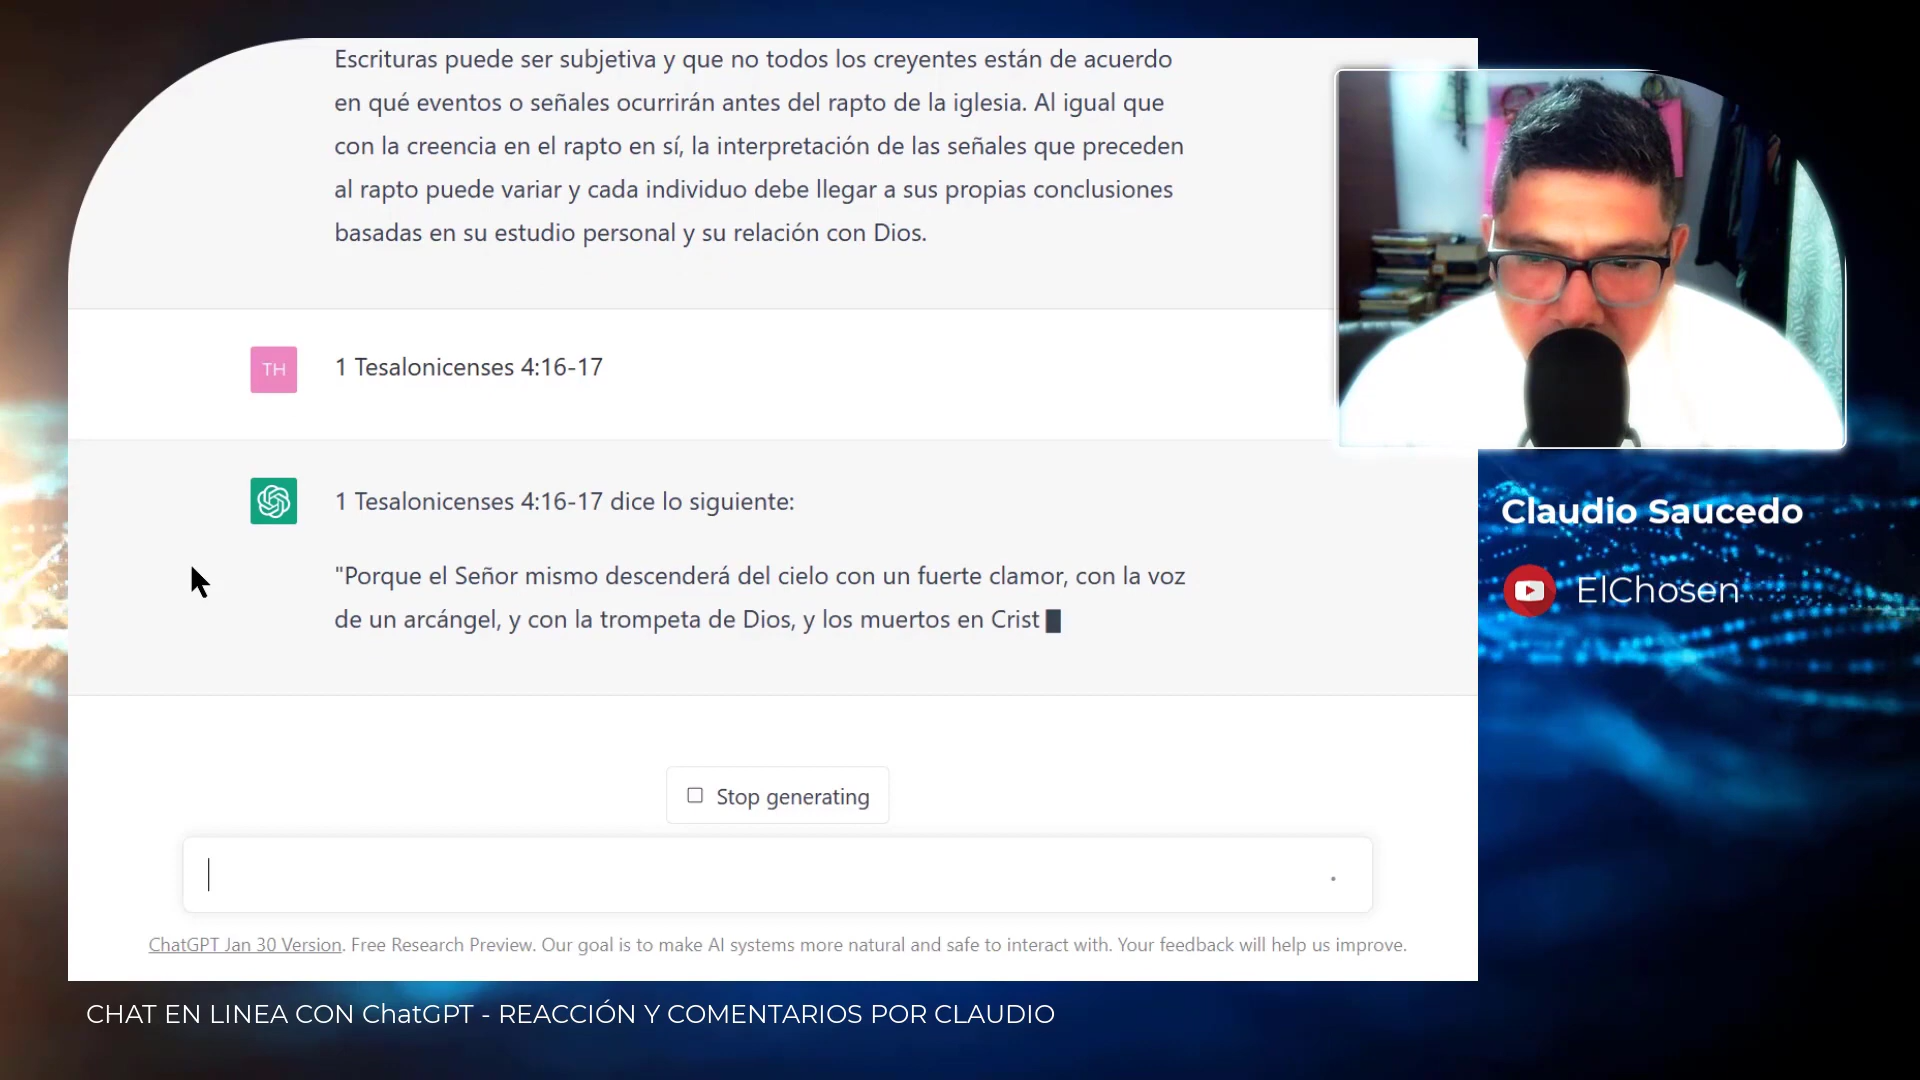 Escrituras puede ser subjetiva y que no todos los creyentes están de acuerdo
en qué eventos o señales ocurrirán antes del rapto de la iglesia. Al igual que
con la creencia en el rapto en sí, la interpretación de las señales que preceden
al rapto puede variar y cada individuo debe llegar a sus propias conclusiones
basadas en su estudio personal y su relación con Dios.
TH
1 Tesalonicenses 4:16-17
1 Tesalonicenses 4:16-17 dice lo siguiente:
"Porque el Señor mismo descenderá del cielo con un fuerte clamor, con la voz
de un arcángel, y con la trompeta de Dios, y los muertos en Crist
Stop generating
ChatGPT Jan 30 Version. Free Research Preview. Our goal is to make AI systems more natural and safe to interact with. Your feedback will help us improve.
Claudio Saucedo
ElChosen
CHAT EN LINEA CON ChatGPT - REACCIÓN Y COMENTARIOS POR CLAUDIO